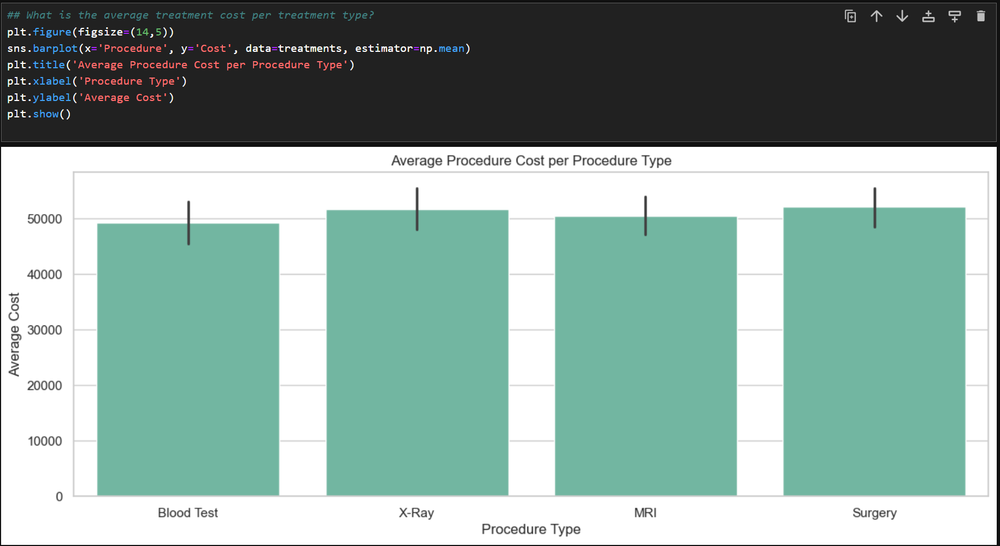 ## What is the average treatment cost per treatment type?
plt.figure(figsize=(14,5))
sns.barplot(x='Procedure', y='Cost', data=treatments, estimator=np.mean)
plt.title('Average Procedure Cost per Procedure Type')
plt.xlabel('Procedure Type')
plt.ylabel('Average Cost')
plt.show()
Average Procedure Cost per Procedure Type
Average Cost
50000
40000
30000
20000
10000
0
Blood Test
X-Ray
MRI
Surgery
Procedure Type